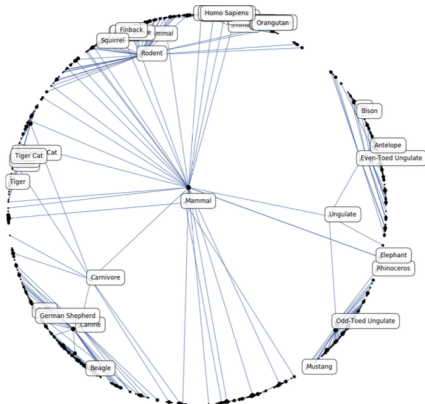 Homo Sapiens
Orangutan
Finback
Squirrel
Rodent
Bison
Antelope
Even-Toed Ungulate
Tiger Cat
Cat
Tiger
Mammal
Ungulate
Elephant
Rhinoceros
Carnivore
German Shepherd
Canine
Odd-Toed Ungulate
Beagle
Mustang